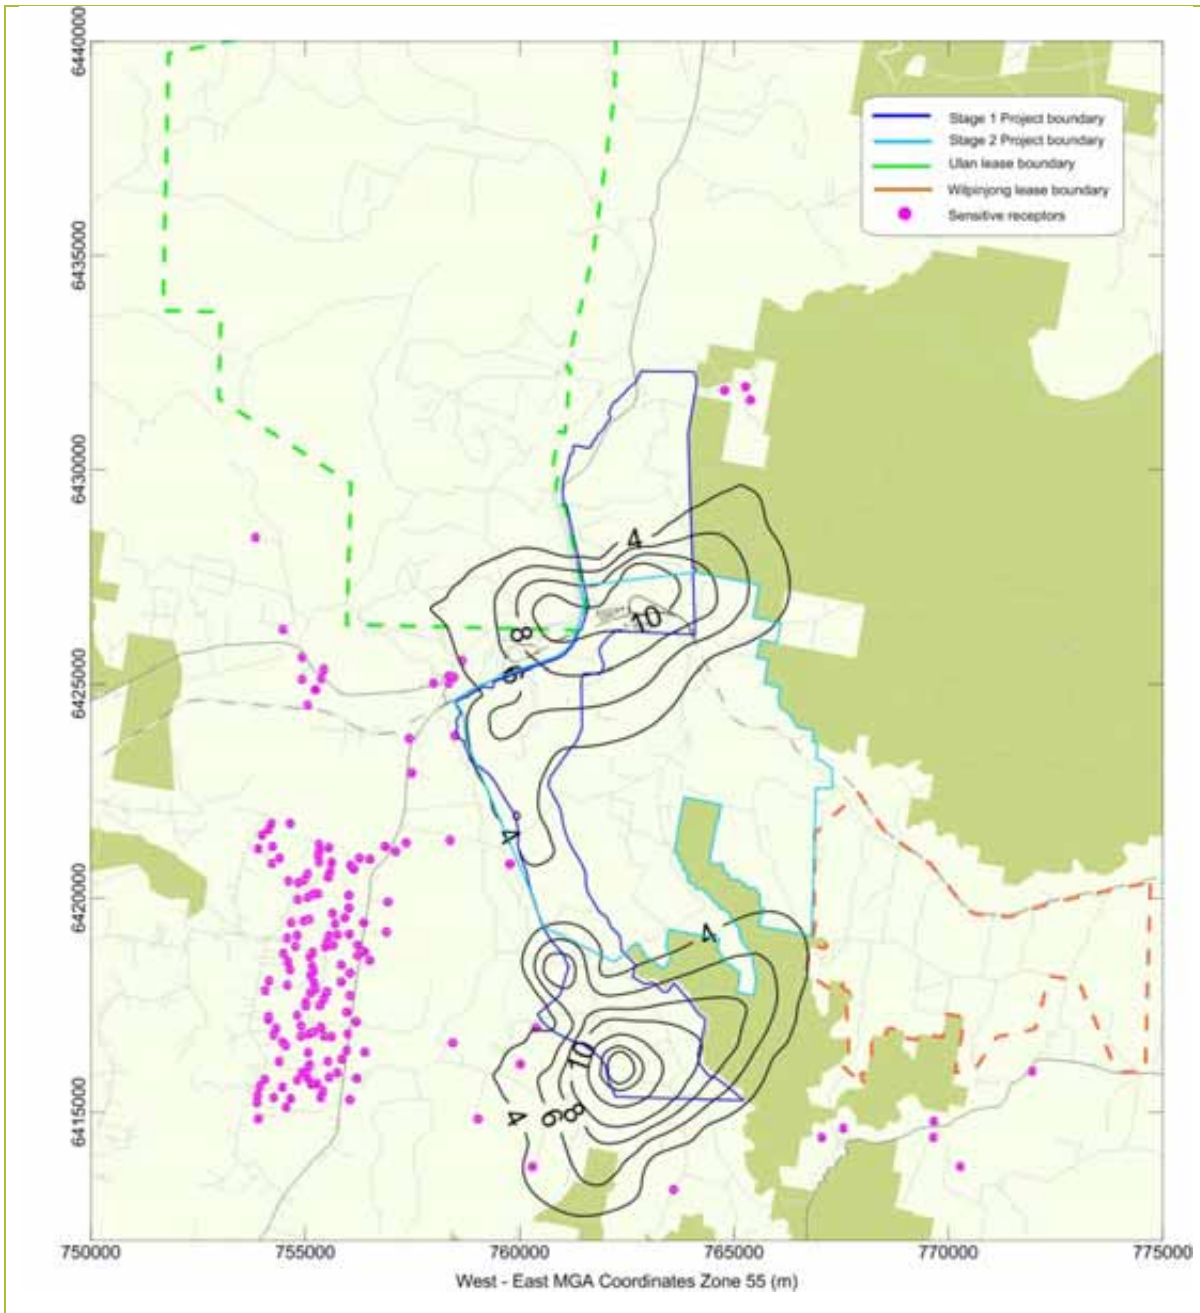 6440000
Stage 1 Project boundary
Stage 2 Project boundary
Ulan lease boundary
Wilpinjong lease boundary
Sensitive receptors
6435000
6430000
4
10
8
6
6425000
4
6420000
4
10
6415000
4
6
8
750000 755000 760000 765000 770000 775000
West - East MGA Coordinates Zone 55 (m)